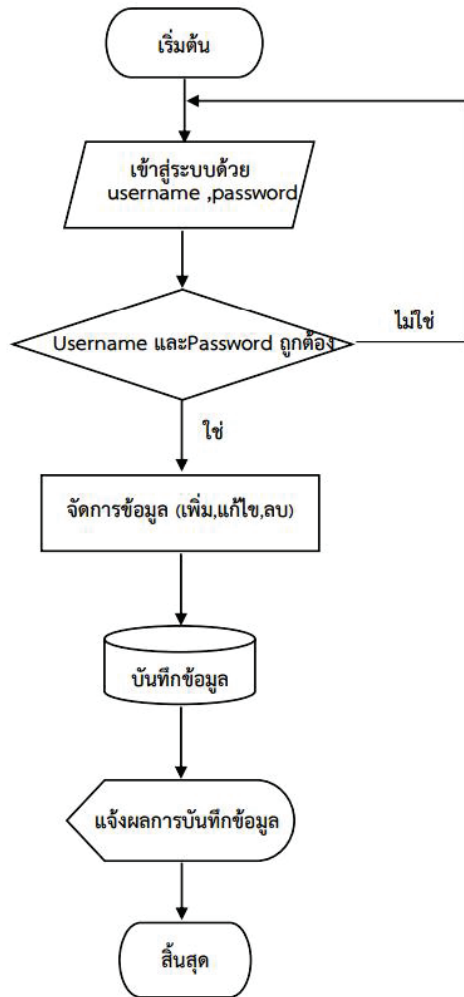 เริ่มต้น
เข้าสู่ระบบด้วย
username ,password
Username และPassword ถูกต้อง
ไม่ใช่
ใช่
จัดการข้อมูล (เพิ่ม,แก้ไข,ลบ)
บันทึกข้อมูล
แจ้งผลการบันทึกข้อมูล
สิ้นสุด